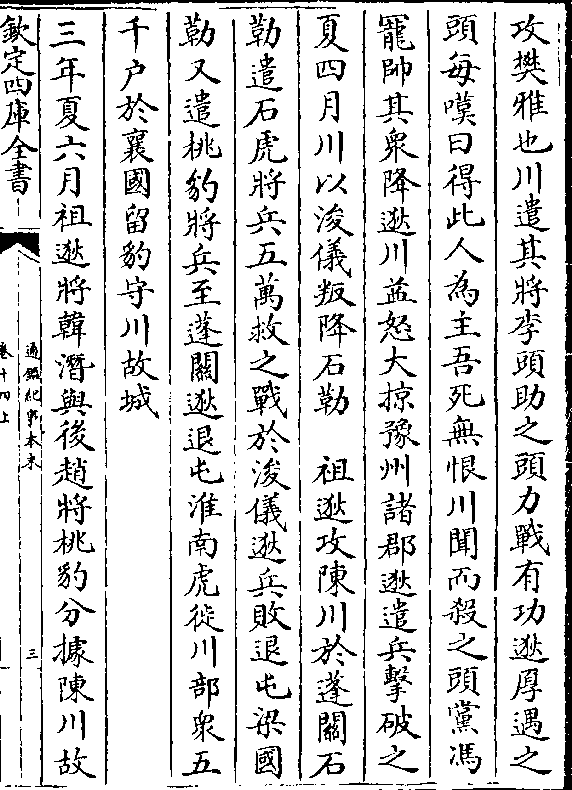 攻樊雅也川遣其將李頭助之頭力戰有功逖厚遇之
頭每嘆曰得此人為主吾死無恨川聞而殺之頭黨馮
寵帥其衆降逖川益怒大掠豫州諸郡逖遣兵擊破之
夏四月川以浚儀叛降石勒　祖逖攻陳川於蓬關石
勒遣石虎將兵五萬救之戰於浚儀逖兵敗退屯梁國
勒又遣桃豹將兵至蓬關逖退屯淮南虎徙川部衆五
千户於襄國留豹守川故城
三年夏六月祖逖將韓潛與後趙將桃豹分據陳川故
欽定四庫全書
通鑑紀事本末
卷十四上
三